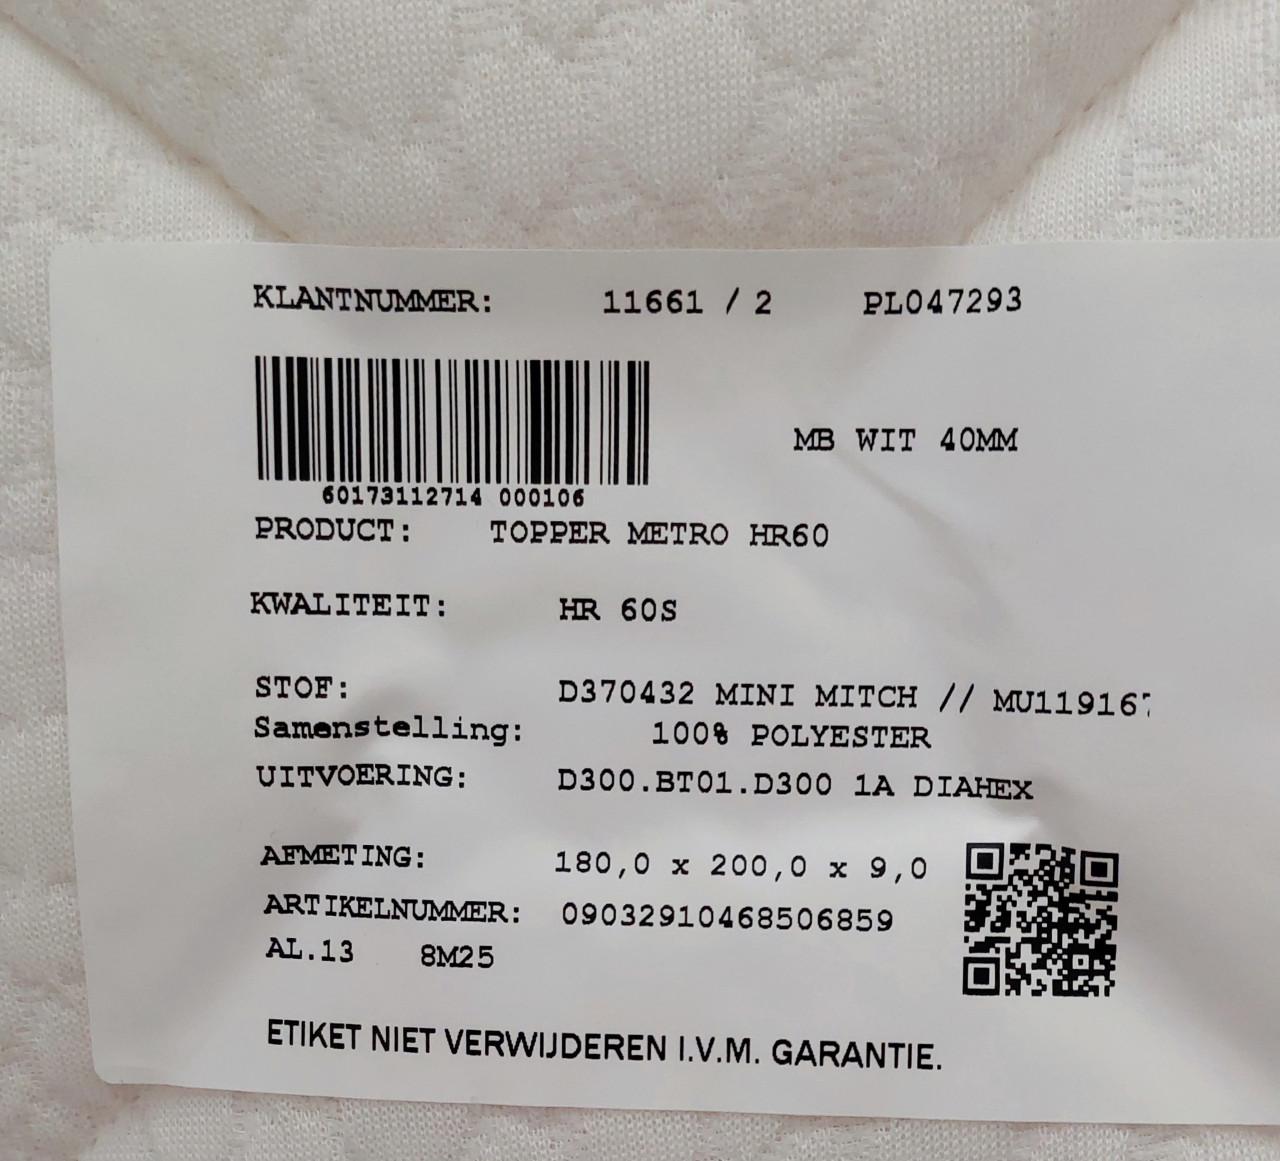 KLANTNUMMER: 11661 / 2 PL047293
MB WIT 40MM
60173112714 000106
PRODUCT: TOPPER METRO HR60
KWALITEIT: HR 60S
STOF: D370432 MINI MITCH // MU119167
Samenstelling: 100% POLYESTER
UITVOERING: D300.BT01.D300 1A DIAHEX
AFMETING: 180,0 x 200,0 x 9,0
ARTIKELNUMMER: 09032910468506859
AL.13 8M25
ETIKET NIET VERWIJDEREN I.V.M. GARANTIE.